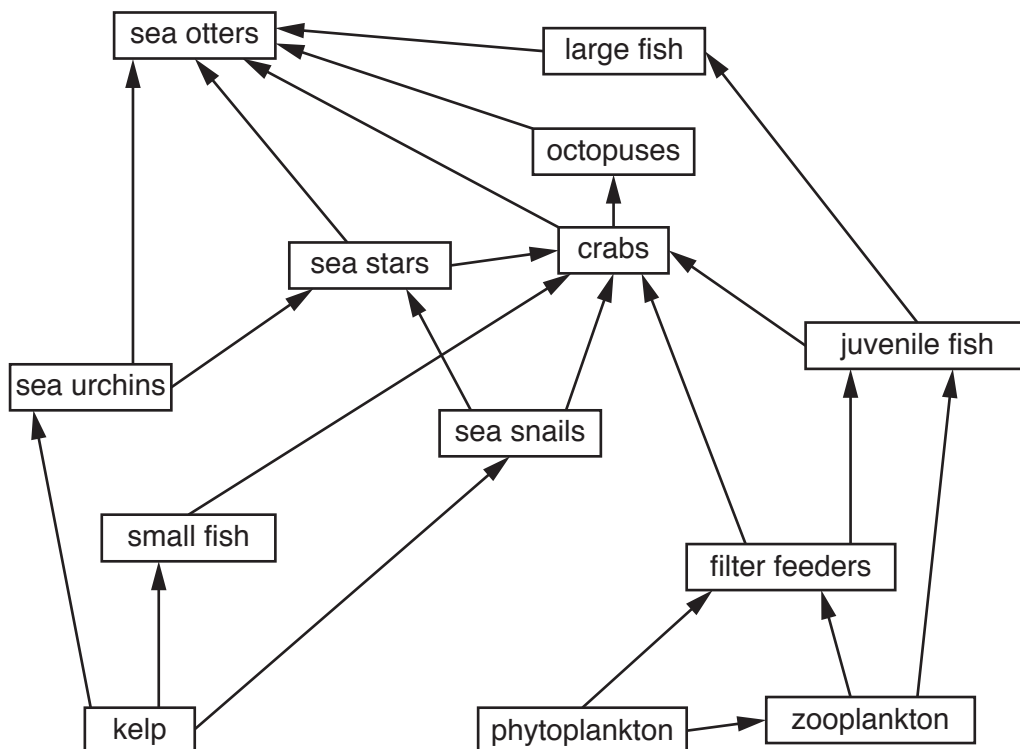 sea otters
large fish
octopuses
crabs
sea stars
juvenile fish
sea urchins
sea snails
small fish
filter feeders
kelp
phytoplankton
zooplankton